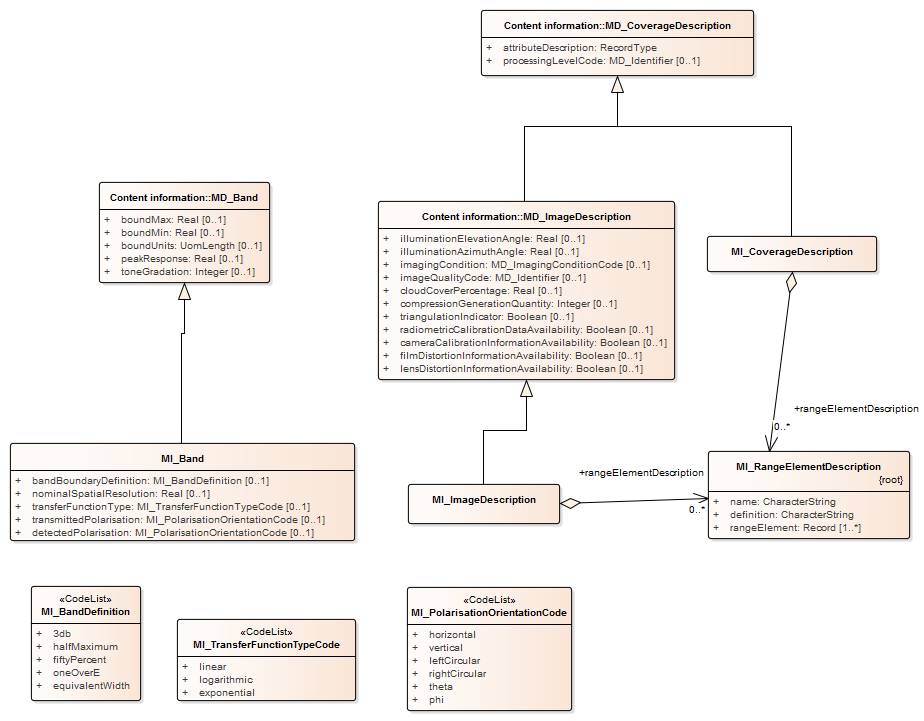 Content information::MD_CoverageDescription
+ attributeDescription: RecordType
+ processingLevelCode: MD_Identifier [0..1]
Content information::MD_Band
+ boundMax: Real [0..1]
+ boundMin: Real [0..1]
+ boundUnits: UomLength [0..1]
+ peakResponse: Real [0..1]
+ toneGradation: Integer [0..1]
Content information::MD_ImageDescription
+ illuminationElevationAngle: Real [0..1]
+ illuminationAzimuthAngle: Real [0..1]
+ imagingCondition: MD_ImagingConditionCode [0..1]
+ imageQualityCode: MD_Identifier [0..1]
+ cloudCoverPercentage: Real [0..1]
+ compressionGenerationQuantity: Integer [0..1]
+ triangulationIndicator: Boolean [0..1]
+ radiometricCalibrationDataAvailability: Boolean [0..1]
+ cameraCalibrationInformationAvailability: Boolean [0..1]
+ filmDistortionInformationAvailability: Boolean [0..1]
+ lensDistortionInformationAvailability: Boolean [0..1]
MI_CoverageDescription
+rangeElementDescription
0..*
MI_Band
+ bandBoundaryDefinition: MI_BandDefinition [0..1]
+ nominalSpatialResolution: Real [0..1]
+ transferFunctionType: MI_TransferFunctionTypeCode [0..1]
+ transmittedPolarisation: MI_PolarisationOrientationCode [0..1]
+ detectedPolarisation: MI_PolarisationOrientationCode [0..1]
MI_ImageDescription
+rangeElementDescription
0..*
MI_RangeElementDescription
{root}
+ name: CharacterString
+ definition: CharacterString
+ rangeElement: Record [1..*]
«CodeList»
MI_BandDefinition
+ 3db
+ halfMaximum
+ fiftyPercent
+ oneOverE
+ equivalentWidth
«CodeList»
MI_TransferFunctionTypeCode
+ linear
+ logarithmic
+ exponential
«CodeList»
MI_PolarisationOrientationCode
+ horizontal
+ vertical
+ leftCircular
+ rightCircular
+ theta
+ phi